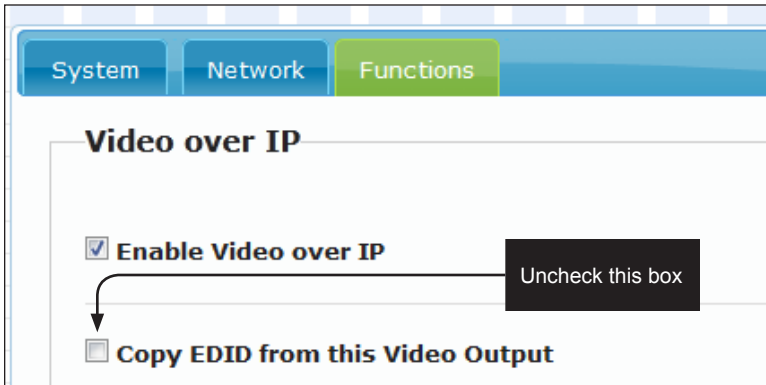 System Network Functions
Video over IP
Enable Video over IP
Uncheck this box
Copy EDID from this Video Output